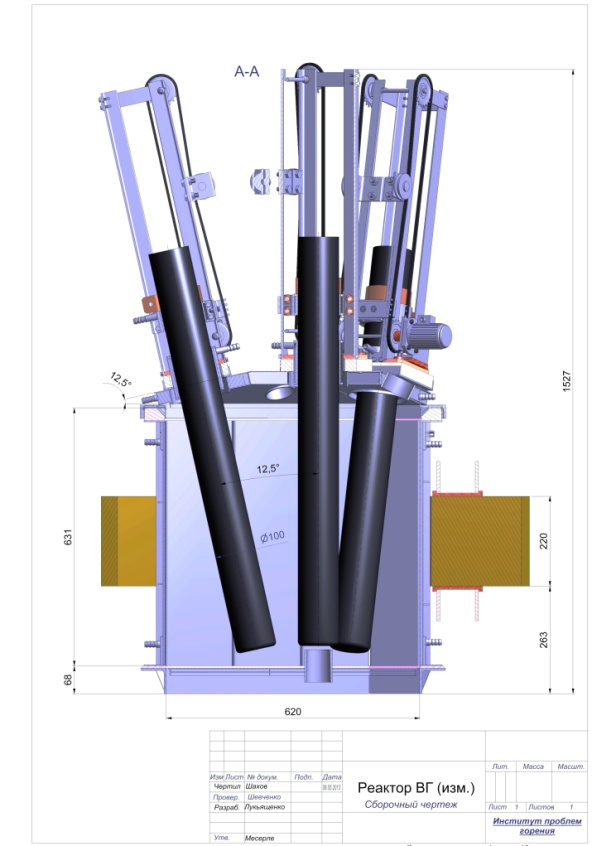 А-А
12,5°
1527
12,5°
Ø100
631
220
263
68
620
Изм Лист № докум. Подп. Дата
Чертил Шахов
Провер. Шевченко
Разраб. Лукьященко
Утв. Месерле
Реактор ВГ (изм.)
Сборочный чертеж
Лит. Масса Масшт.
Лист 1 Листов 1
Институт проблем
горения